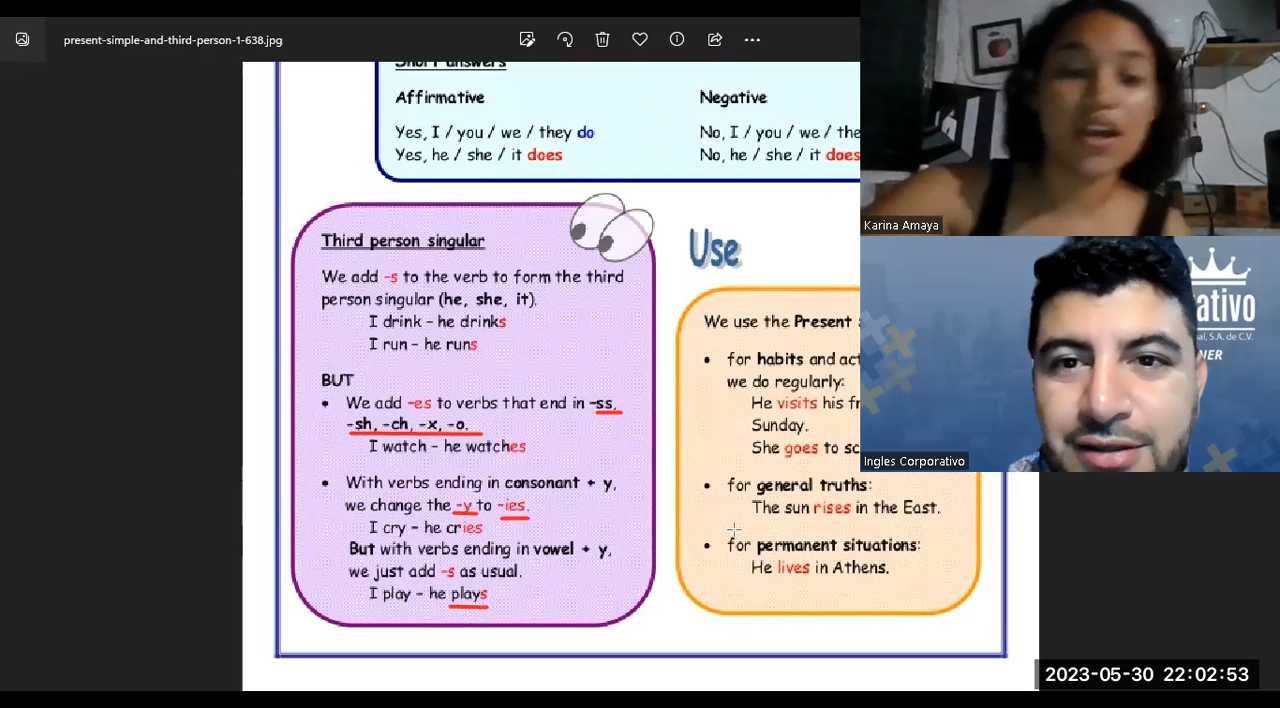 present-simple-and-third-person-1-638.jpg
Short answers
Affirmative
Negative
Yes, I / you / we / they do
No, I / you / we / the
Yes, he / she / it does
No, he / she / it does
Third person singular
We add -s to the verb to form the third
person singular (he, she, it).
I drink – he drinks
I run – he runs
BUT
• We add -es to verbs that end in -ss,
-sh, -ch, -x, -o.
I watch – he watches
• With verbs ending in consonant + y,
we change the -y to -ies.
I cry – he cries
But with verbs ending in vowel + y,
we just add -s as usual.
I play – he plays
Use
We use the Present
• for habits and act
we do regularly:
He visits his fr
Sunday.
She goes to sc
• for general truths:
The sun rises in the East.
• for permanent situations:
He lives in Athens.
Karina Amaya
ativo
al, S.A. de C.V.
NER
Ingles Corporativo
2023-05-30 22:02:53